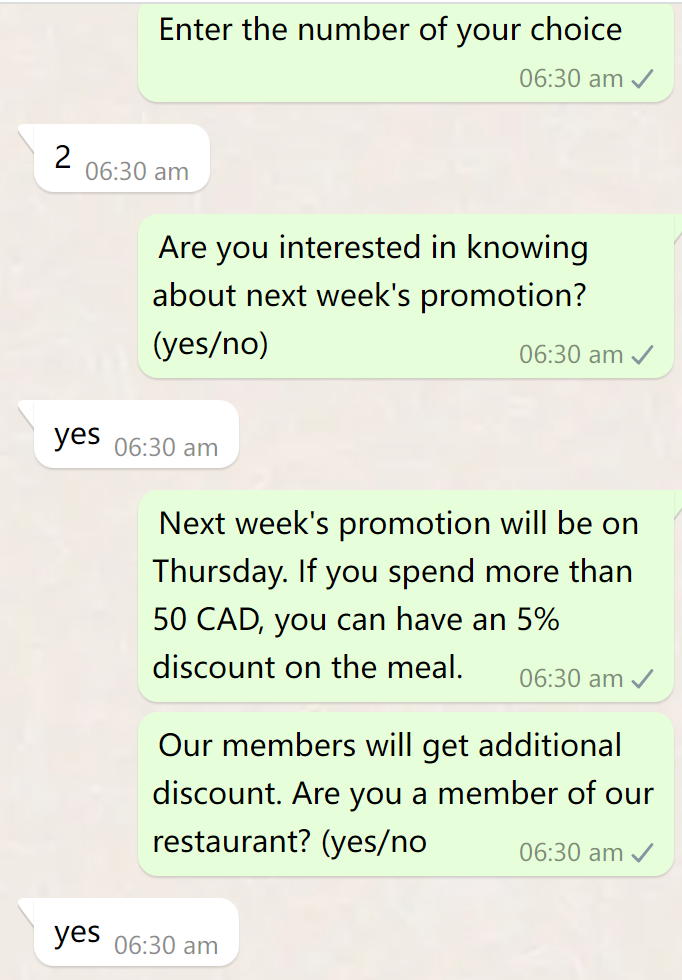 Enter the number of your choice
06:30 am
2 06:30 am
Are you interested in knowing
about next week's promotion?
(yes/no)
06:30 am
yes 06:30 am
Next week's promotion will be on
Thursday. If you spend more than
50 CAD, you can have an 5%
discount on the meal.
06:30 am
Our members will get additional
discount. Are you a member of our
restaurant? (yes/no
06:30 am
yes 06:30 am